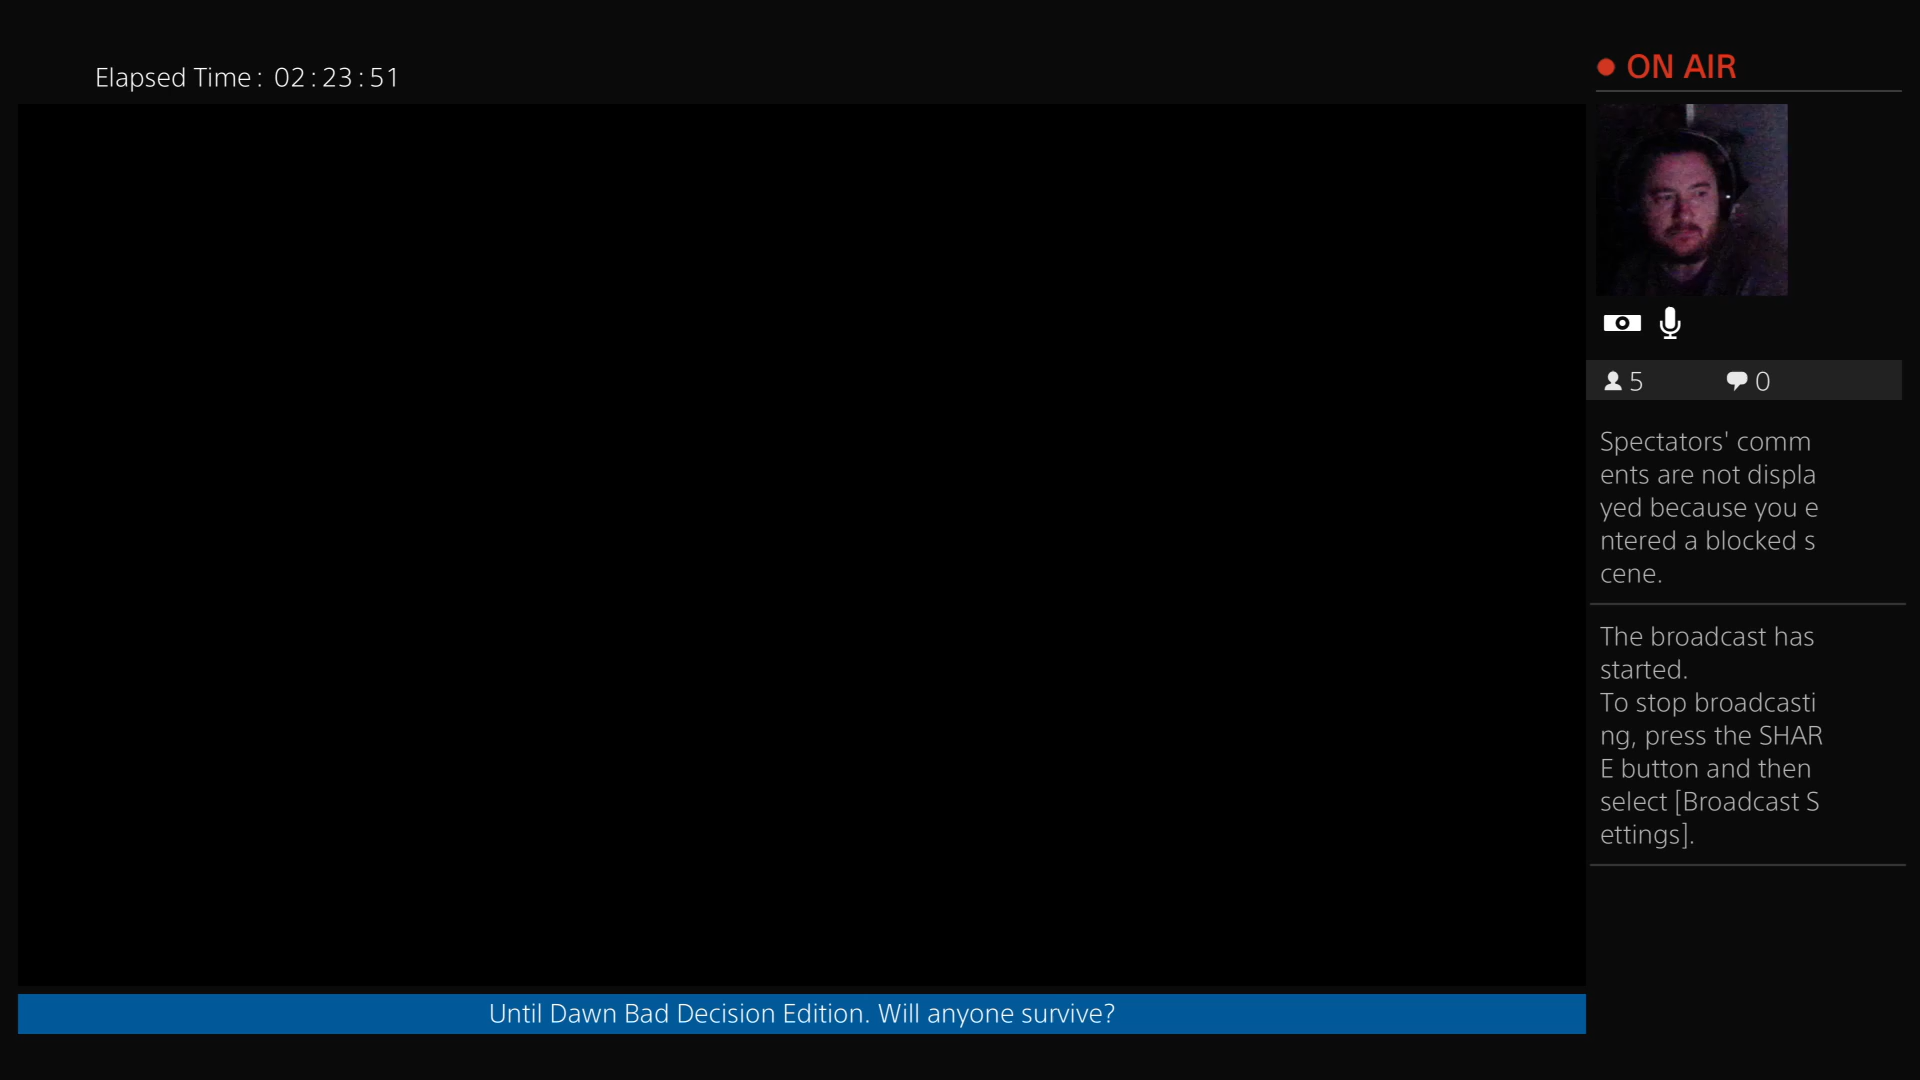 Elapsed Time : 02 : 23 : 51
ON AIR
5 0
Spectators' comm
ents are not displa
yed because you e
ntered a blocked s
cene.
The broadcast has
started.
To stop broadcasti
ng, press the SHAR
E button and then
select [Broadcast S
ettings].
Until Dawn Bad Decision Edition. Will anyone survive?